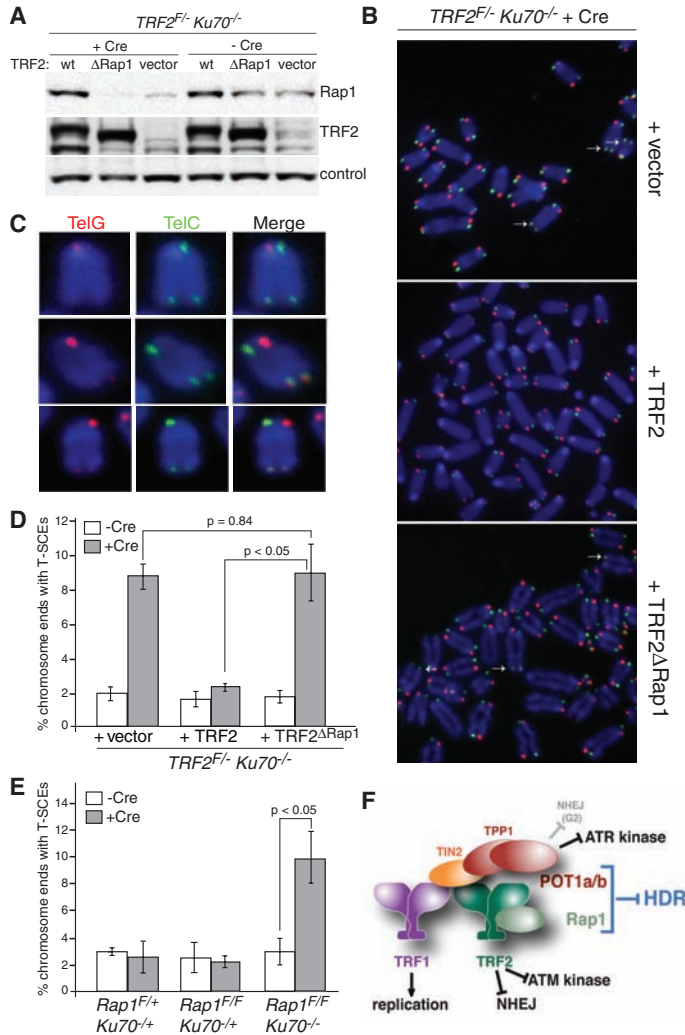 A
TRF2F/- Ku70-/-
+ Cre
- Cre
TRF2: wt ΔRap1 vector wt ΔRap1 vector
Rap1
TRF2
control
B
TRF2F/- Ku70-/- + Cre
+ vector
+ TRF2
+ TRF2ΔRap1
C
TelG TelC Merge
D
% chromosome ends with T-SCEs
12
10
8
6
4
2
0
-Cre
+Cre
p = 0.84
p < 0.05
+ vector + TRF2 + TRF2ΔRap1
TRF2F/- Ku70-/-
E
% chromosome ends with T-SCEs
14
12
10
8
6
4
2
0
-Cre
+Cre
p < 0.05
Rap1F/+ Rap1F/F Rap1F/F
Ku70-/+ Ku70-/+ Ku70-/-
F
NHEJ
(G2)
TPP1
ATR kinase
TIN2
POT1a/b
HDR
Rap1
TRF1
TRF2
ATM kinase
replication
NHEJ